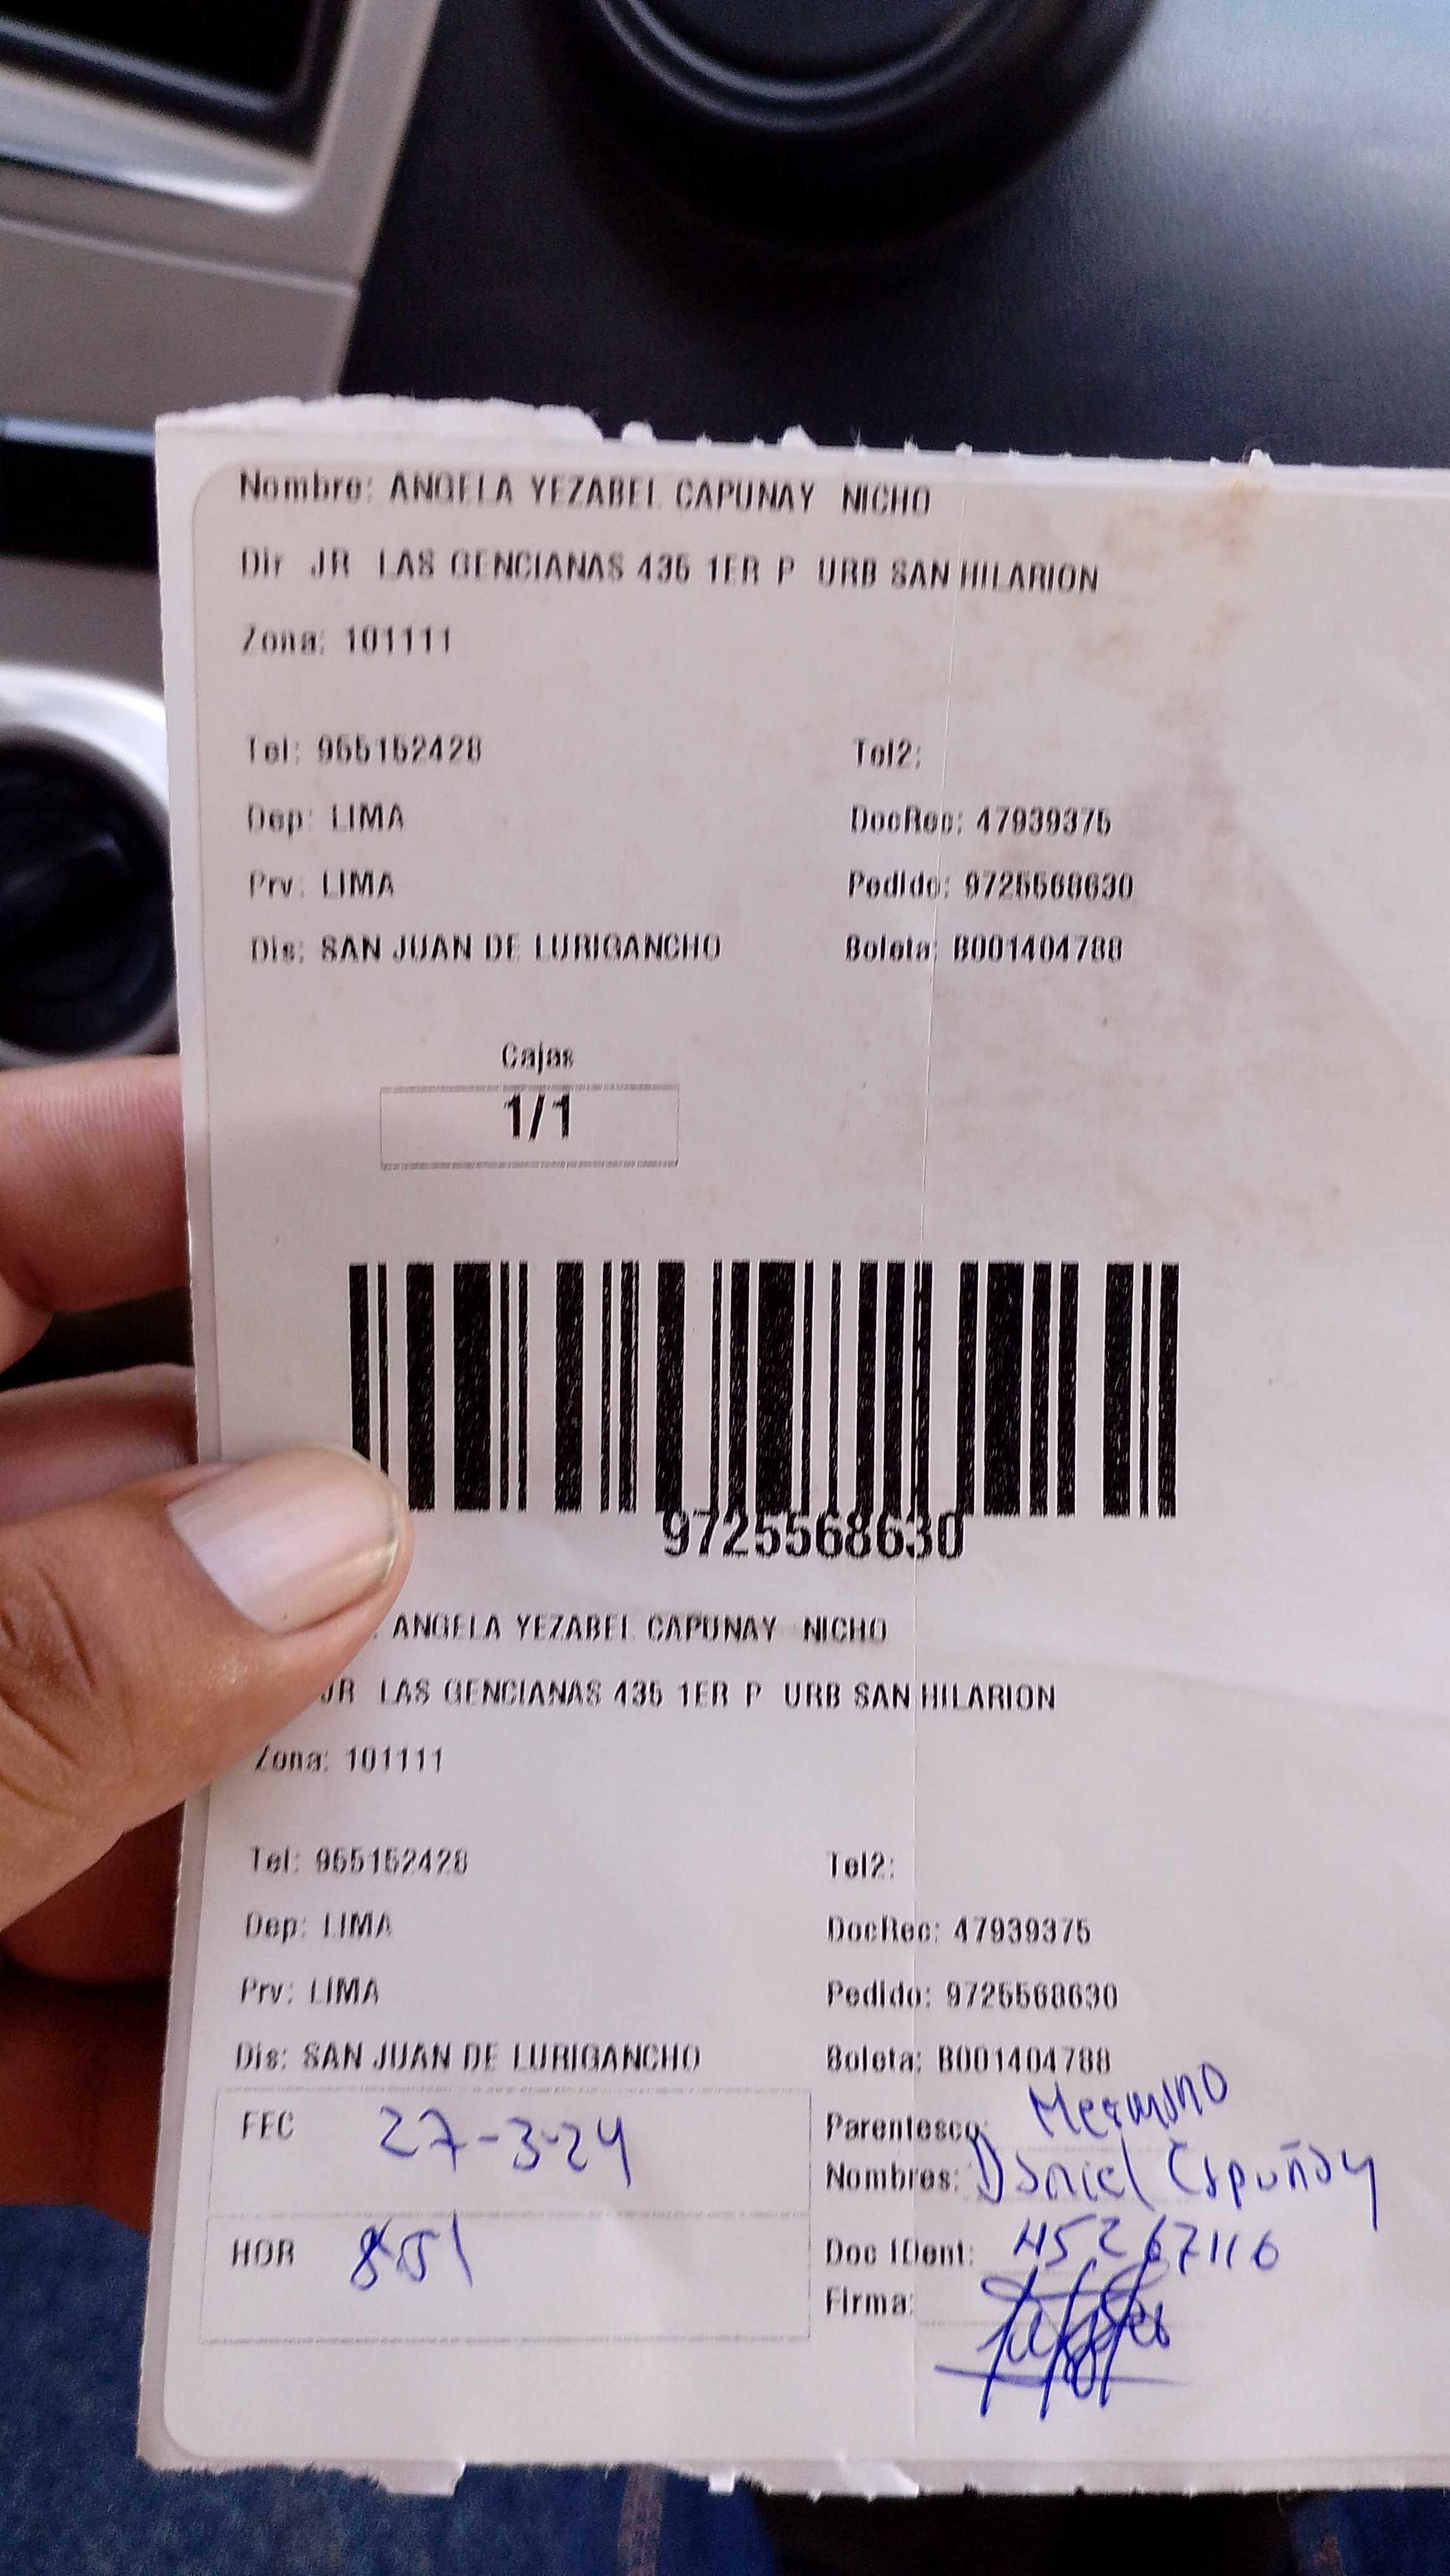 Nombre: ANGELA YEZABEL CAPUNAY NICHO
Dir JR LAS GENCIANAS 435 1ER P URB SAN HILARION
Zona: 101111
Tel: 955152428 Tel2:
Dep: LIMA DocRec: 47939375
Prv: LIMA Pedido: 9725568630
Dis: SAN JUAN DE LURIGANCHO Boleta: B001404788
Cajas
1/1
9725568630
: ANGELA YEZABEL CAPUNAY NICHO
JR LAS GENCIANAS 435 1ER P URB SAN HILARION
Zona: 101111
Tel: 955152428 Tel2:
Dep: LIMA DocRec: 47939375
Prv: LIMA Pedido: 9725568630
Dis: SAN JUAN DE LURIGANCHO Boleta: B001404788
FEC 27-3-24 Parentesco: Hermano
Nombres: Daniel Capuñay
HOR Doc IDent: 45267116
Firma: